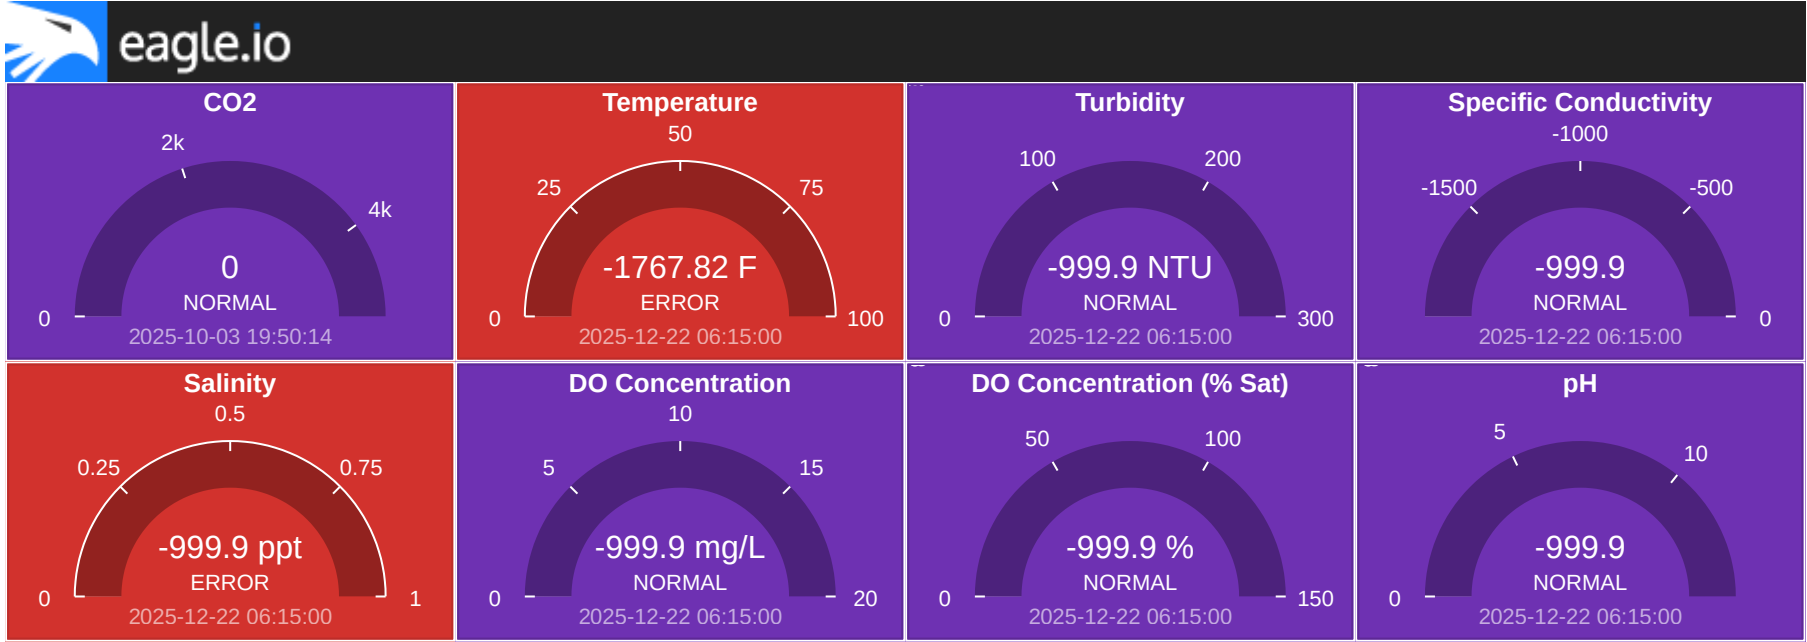 eagle.io
CO2
2k
4k
0
0
NORMAL
2025-10-03 19:50:14
Temperature
50
25
75
0
100
-1767.82 F
ERROR
2025-12-22 06:15:00
Turbidity
100
200
0
300
-999.9 NTU
NORMAL
2025-12-22 06:15:00
Specific Conductivity
-1000
-1500
-500
0
-999.9
NORMAL
2025-12-22 06:15:00
Salinity
0.5
0.25
0.75
0
1
-999.9 ppt
ERROR
2025-12-22 06:15:00
DO Concentration
10
5
15
0
20
-999.9 mg/L
NORMAL
2025-12-22 06:15:00
DO Concentration (% Sat)
50
100
0
150
-999.9 %
NORMAL
2025-12-22 06:15:00
pH
5
10
0
-999.9
NORMAL
2025-12-22 06:15:00